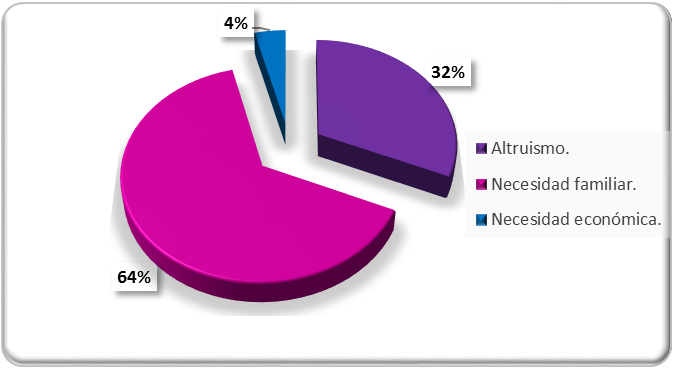 4%
32%
64%
Altruismo.
Necesidad familiar.
Necesidad económica.